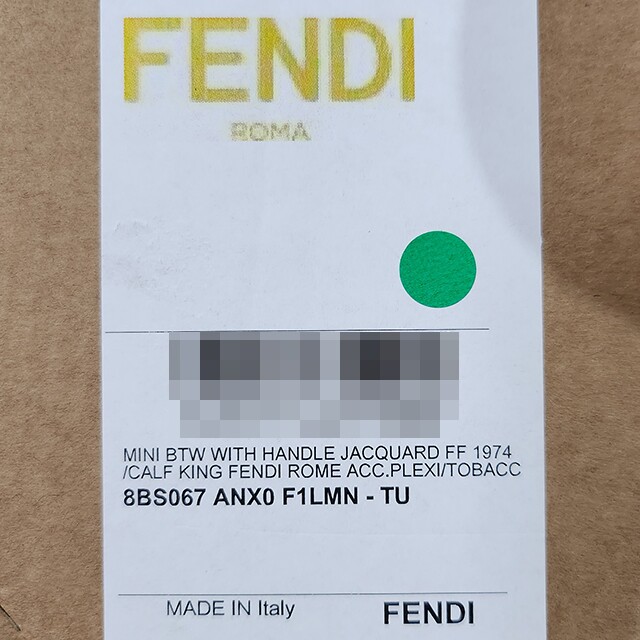 FENDI
ROMA
MINI BTW WITH HANDLE JACQUARD FF 1974
/CALF KING FENDI ROME ACC.PLEXI/TOBACC
8BS067 ANX0 F1LMN - TU
MADE IN Italy FENDI